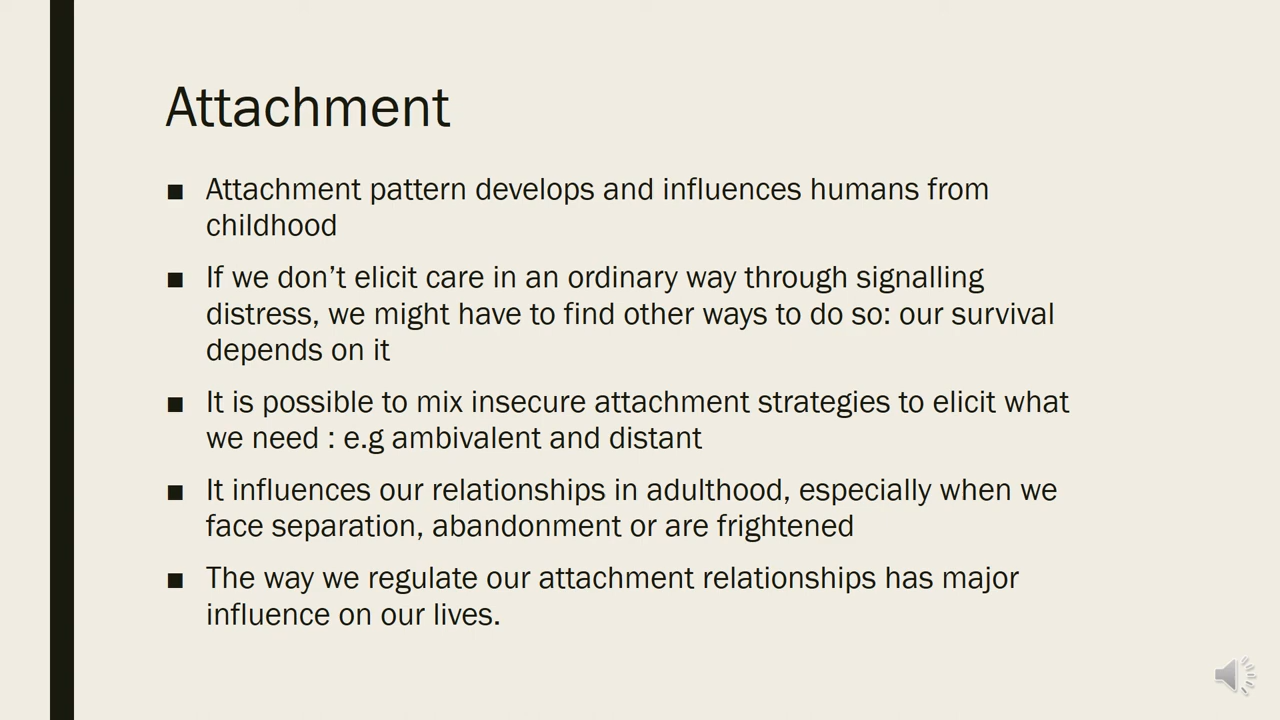 Attachment
▪ Attachment pattern develops and influences humans from
childhood
▪ If we don’t elicit care in an ordinary way through signalling
distress, we might have to find other ways to do so: our survival
depends on it
▪ It is possible to mix insecure attachment strategies to elicit what
we need : e.g ambivalent and distant
▪ It influences our relationships in adulthood, especially when we
face separation, abandonment or are frightened
▪ The way we regulate our attachment relationships has major
influence on our lives.